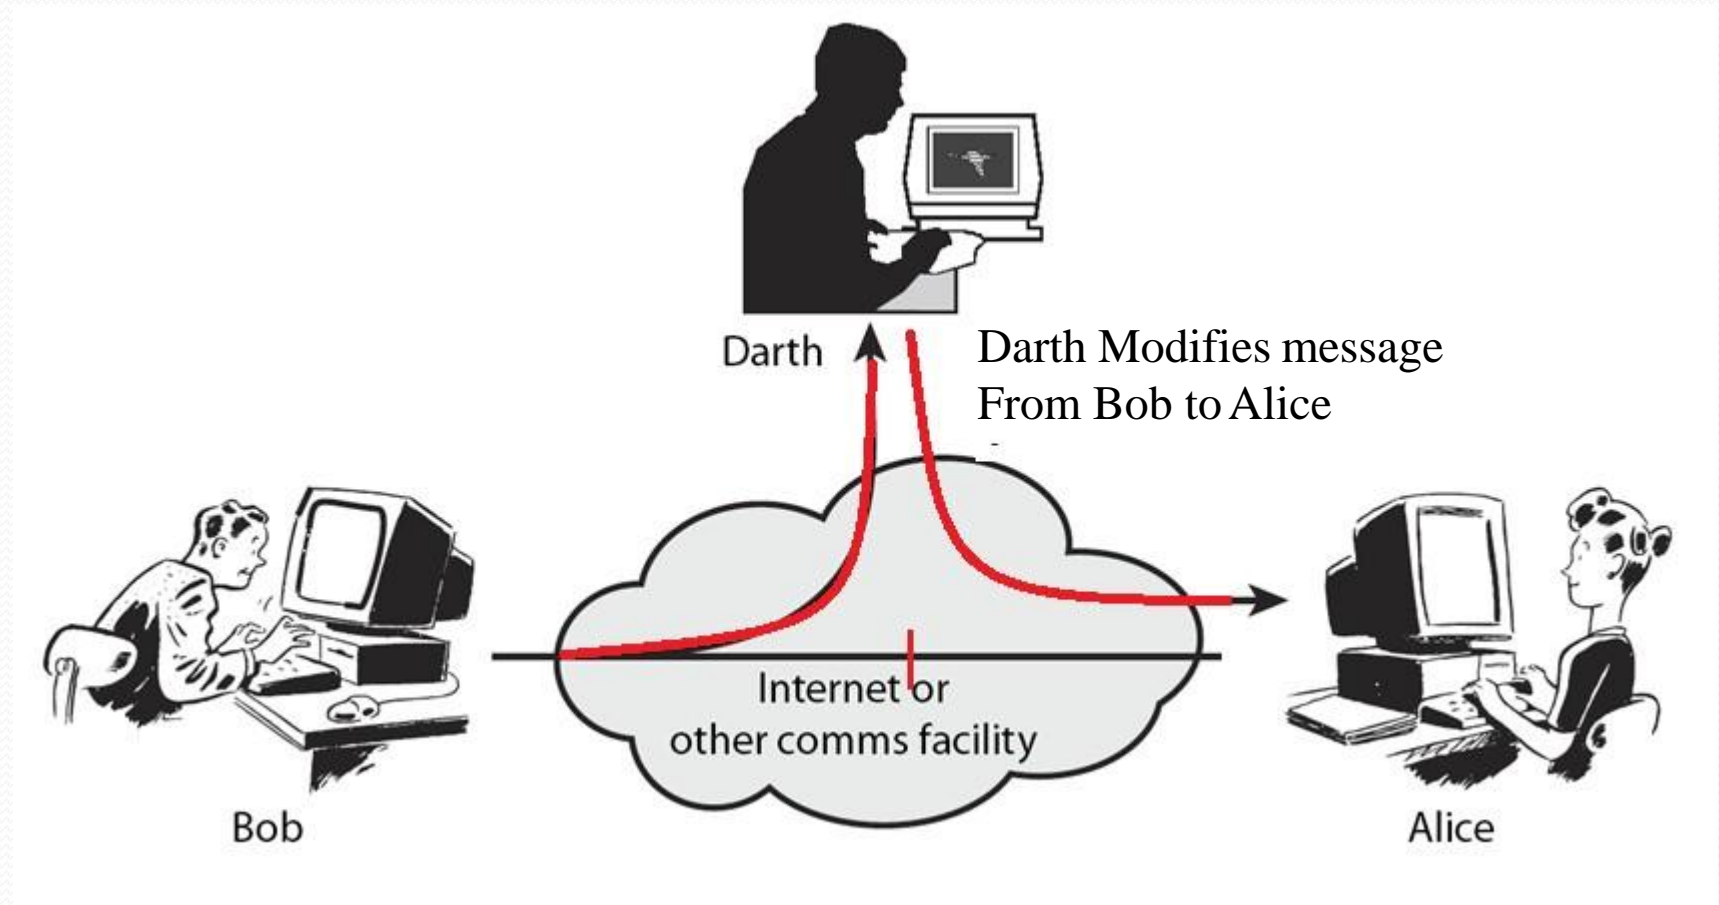 Darth
Darth Modifies message
From Bob to Alice
Internet or
other comms facility
Bob
Alice